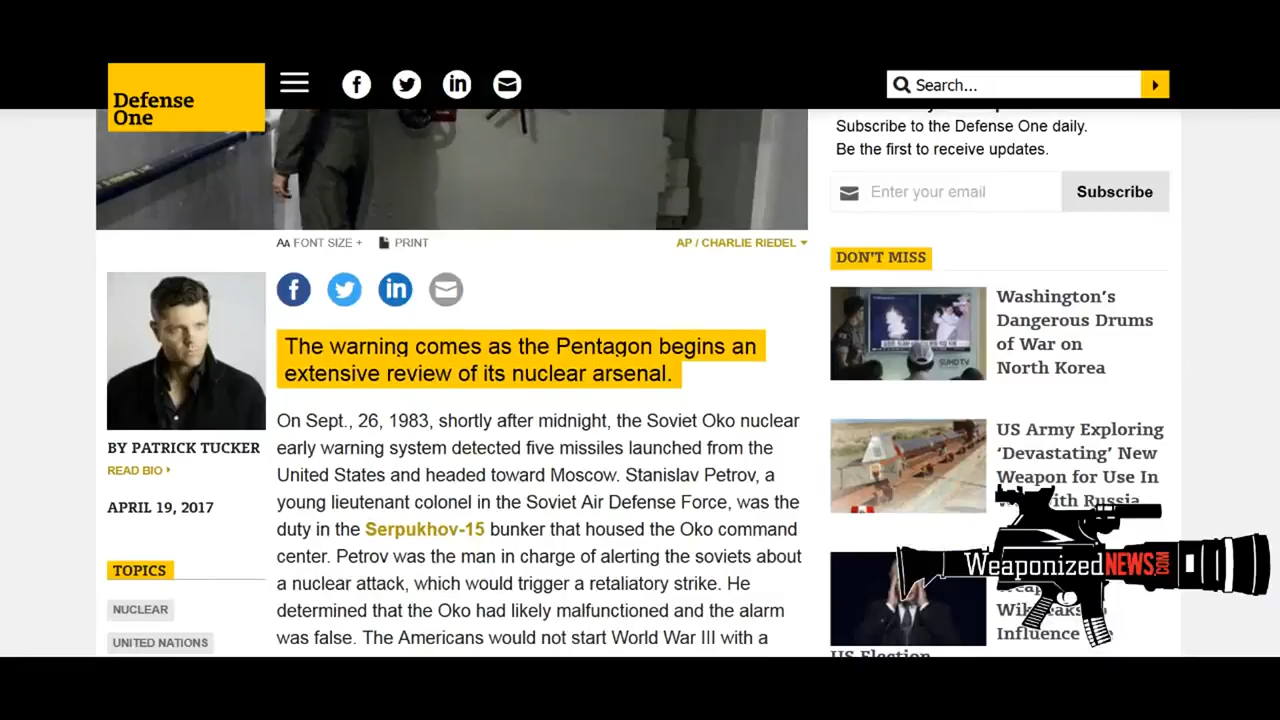 Defense
One
Search...
Subscribe to the Defense One daily.
Be the first to receive updates.
Enter your email
Subscribe
AA FONT SIZE +
PRINT
AP / CHARLIE RIEDEL
The warning comes as the Pentagon begins an
extensive review of its nuclear arsenal.
BY PATRICK TUCKER
READ BIO
APRIL 19, 2017
TOPICS
NUCLEAR
UNITED NATIONS
On Sept., 26, 1983, shortly after midnight, the Soviet Oko nuclear
early warning system detected five missiles launched from the
United States and headed toward Moscow. Stanislav Petrov, a
young lieutenant colonel in the Soviet Air Defense Force, was the
duty in the Serpukhov-15 bunker that housed the Oko command
center. Petrov was the man in charge of alerting the soviets about
a nuclear attack, which would trigger a retaliatory strike. He
determined that the Oko had likely malfunctioned and the alarm
was false. The Americans would not start World War III with a
DON'T MISS
Washington's
Dangerous Drums
of War on
North Korea
US Army Exploring
'Devastating' New
Weapon for Use In
Russia
WeaponizedNEWS.COM
Influence
US Election